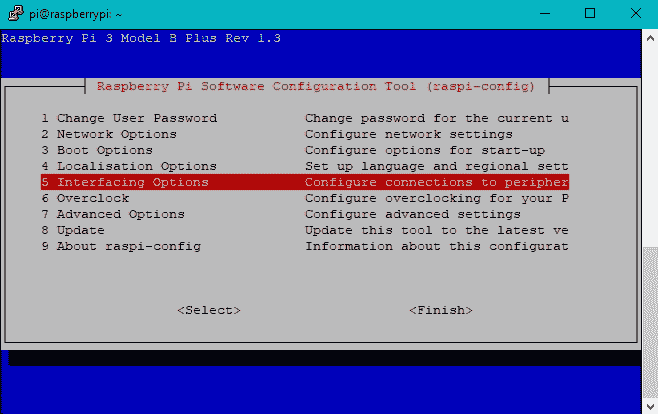 pi@raspberrypi: ~
Raspberry Pi 3 Model B Plus Rev 1.3
Raspberry Pi Software Configuration Tool (raspi-config)
1 Change User Password Change password for the current u
2 Network Options Configure network settings
3 Boot Options Configure options for start-up
4 Localisation Options Set up language and regional sett
5 Interfacing Options Configure connections to peripher
6 Overclock Configure overclocking for your P
7 Advanced Options Configure advanced settings
8 Update Update this tool to the latest ve
9 About raspi-config Information about this configurat
<Select> <Finish>